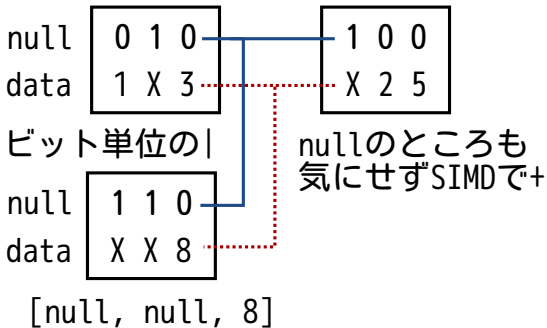 null 0 1 0 1 0 0
data 1 X 3 X 2 5
ビット単位の|
nullのところも
気にせずSIMDで+
null 1 1 0
data X X 8
[null, null, 8]